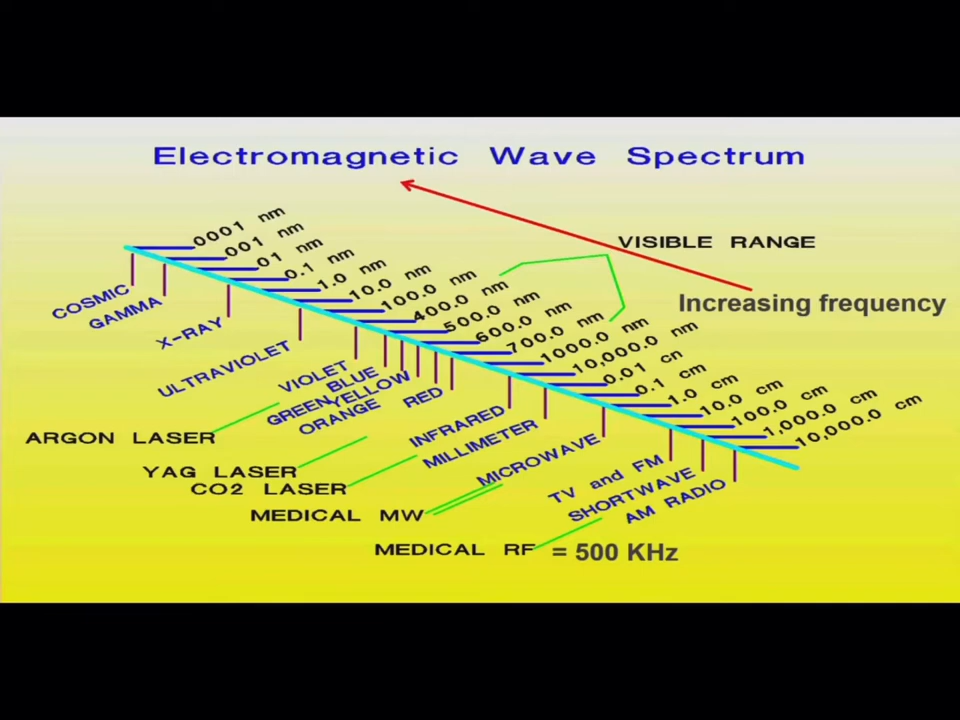 Electromagnetic Wave Spectrum
.0001 nm
.001 nm
.01 nm
0.1 nm
1.0 nm
10.0 nm
100.0 nm
400.0 nm
500.0 nm
600.0 nm
700.0 nm
1000.0 nm
10,000.0 nm
0.01 cn
0.1 cm
1.0 cm
10.0 cm
100.0 cm
1,000.0 cm
10,000.0 cm
VISIBLE RANGE
Increasing frequency
COSMIC
GAMMA
X-RAY
ULTRAVIOLET
VIOLET
BLUE
GREEN
YELLOW
ORANGE
RED
INFRARED
MILLIMETER
MICROWAVE
TV and FM
SHORTWAVE
AM RADIO
ARGON LASER
YAG LASER
CO2 LASER
MEDICAL MW
MEDICAL RF = 500 KHz